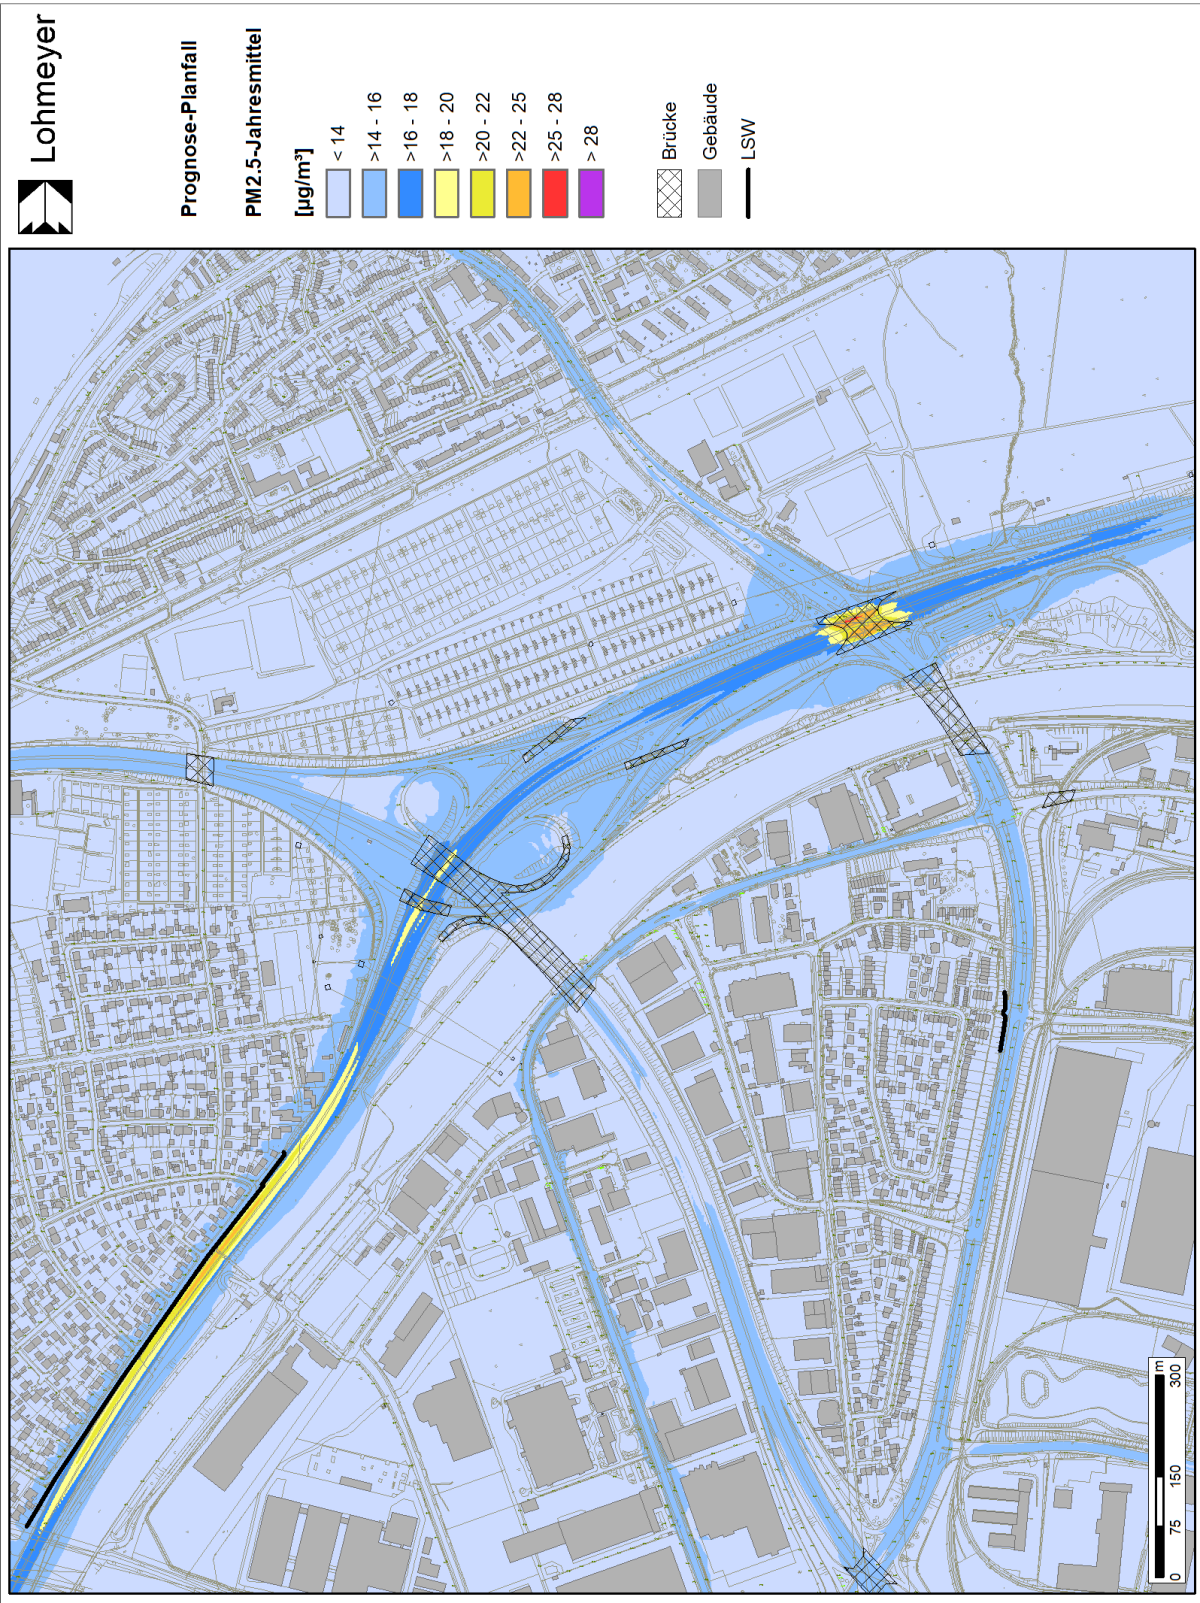 Lohmeyer
Prognose-Planfall
PM2.5-Jahresmittel
[µg/m³]
< 14
>14 - 16
>16 - 18
>18 - 20
>20 - 22
>22 - 25
>25 - 28
> 28
Brücke
Gebäude
LSW
0 75 150 300
m